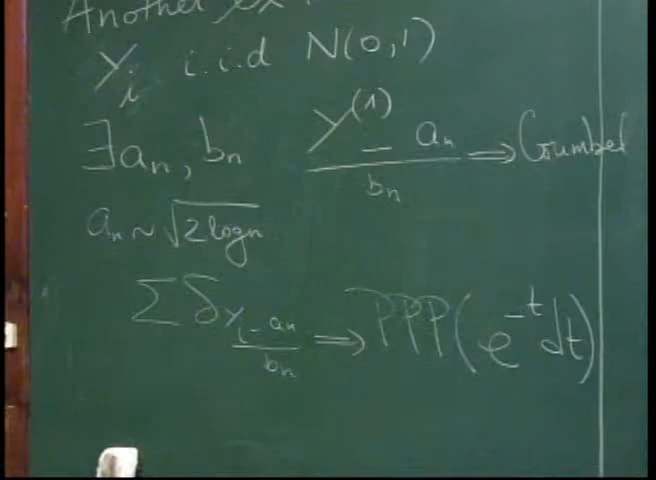 Another ex:
Y_i i.i.d N(0,1)
∃a_n, b_n (Y^(1) - a_n)/b_n ⟹ Gumbel
a_n ~ √(2 log n)
∑ δ_{(Y_i - a_n)/b_n} ⟹ PPP(e^{-t}dt)